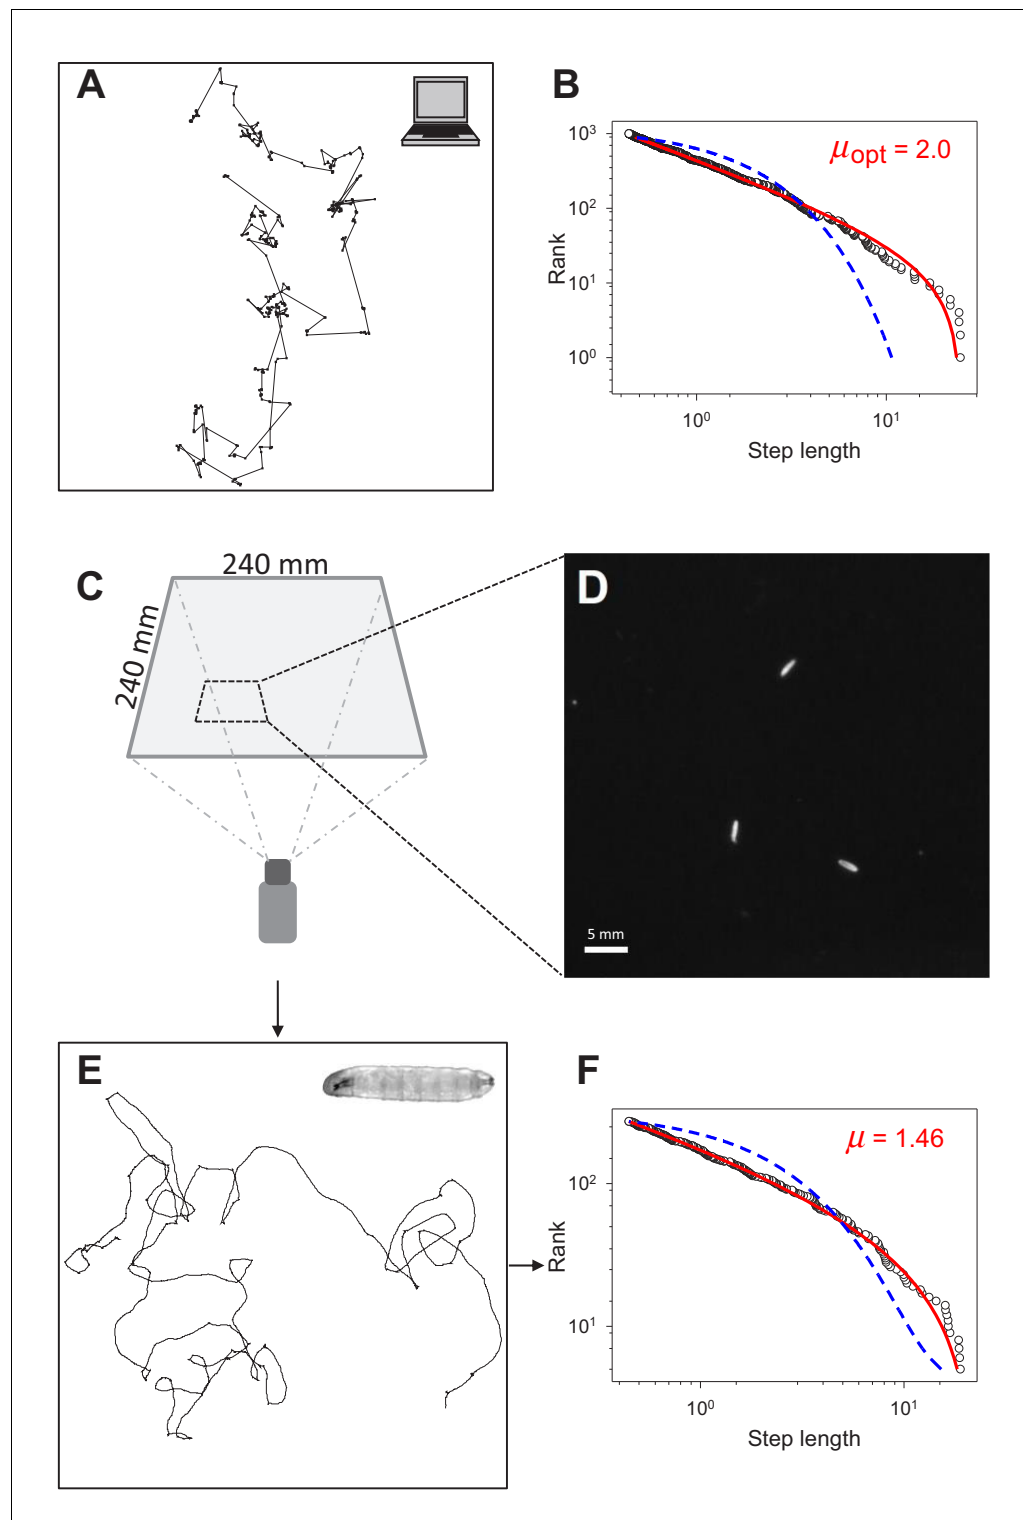 A
B
μopt = 2.0
10³
10²
10¹
10⁰
Rank
10⁰
10¹
Step length
C
240 mm
240 mm
D
5 mm
E
F
μ = 1.46
10²
10¹
Rank
10⁰
10¹
Step length